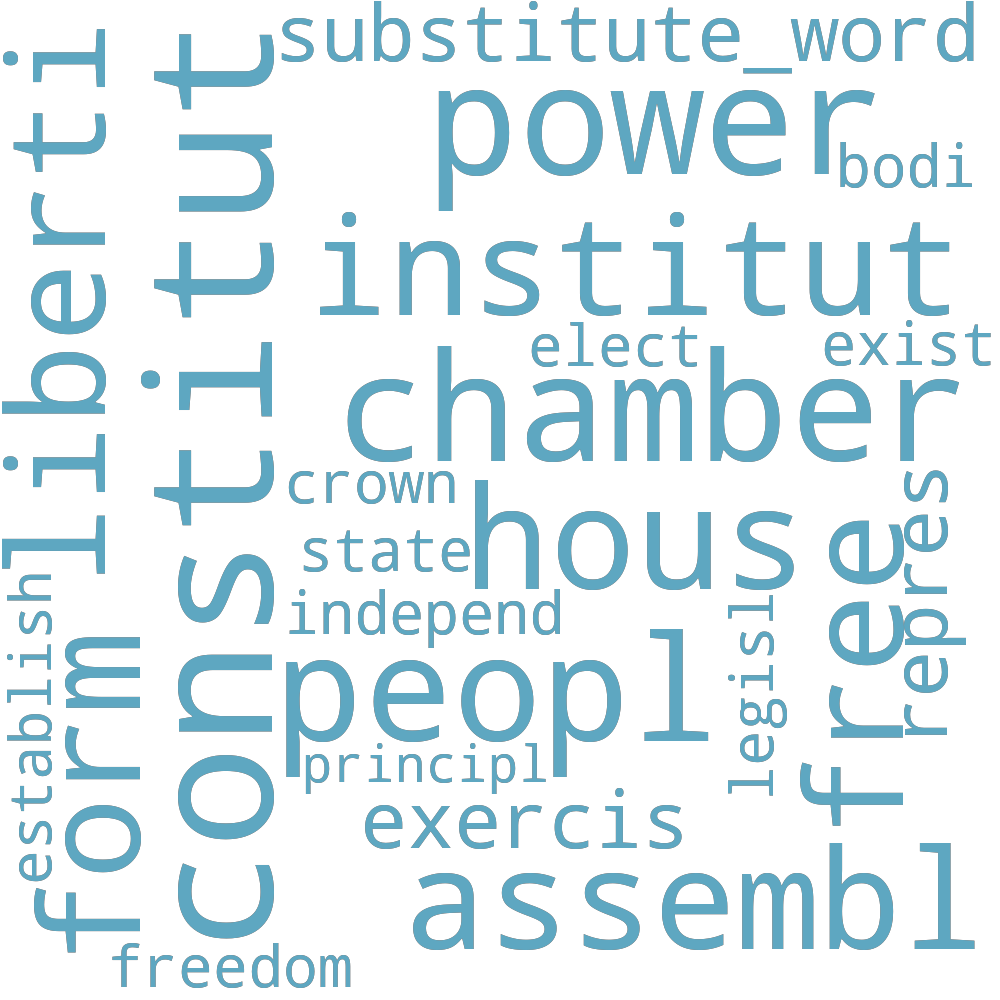 substitute_word
power
bodi
liberti
constitut
institut
elect
exist
chamber
crown
hous
state
free
repres
independ
establish
form
peopl
legisl
principl
exercis
assembl
freedom